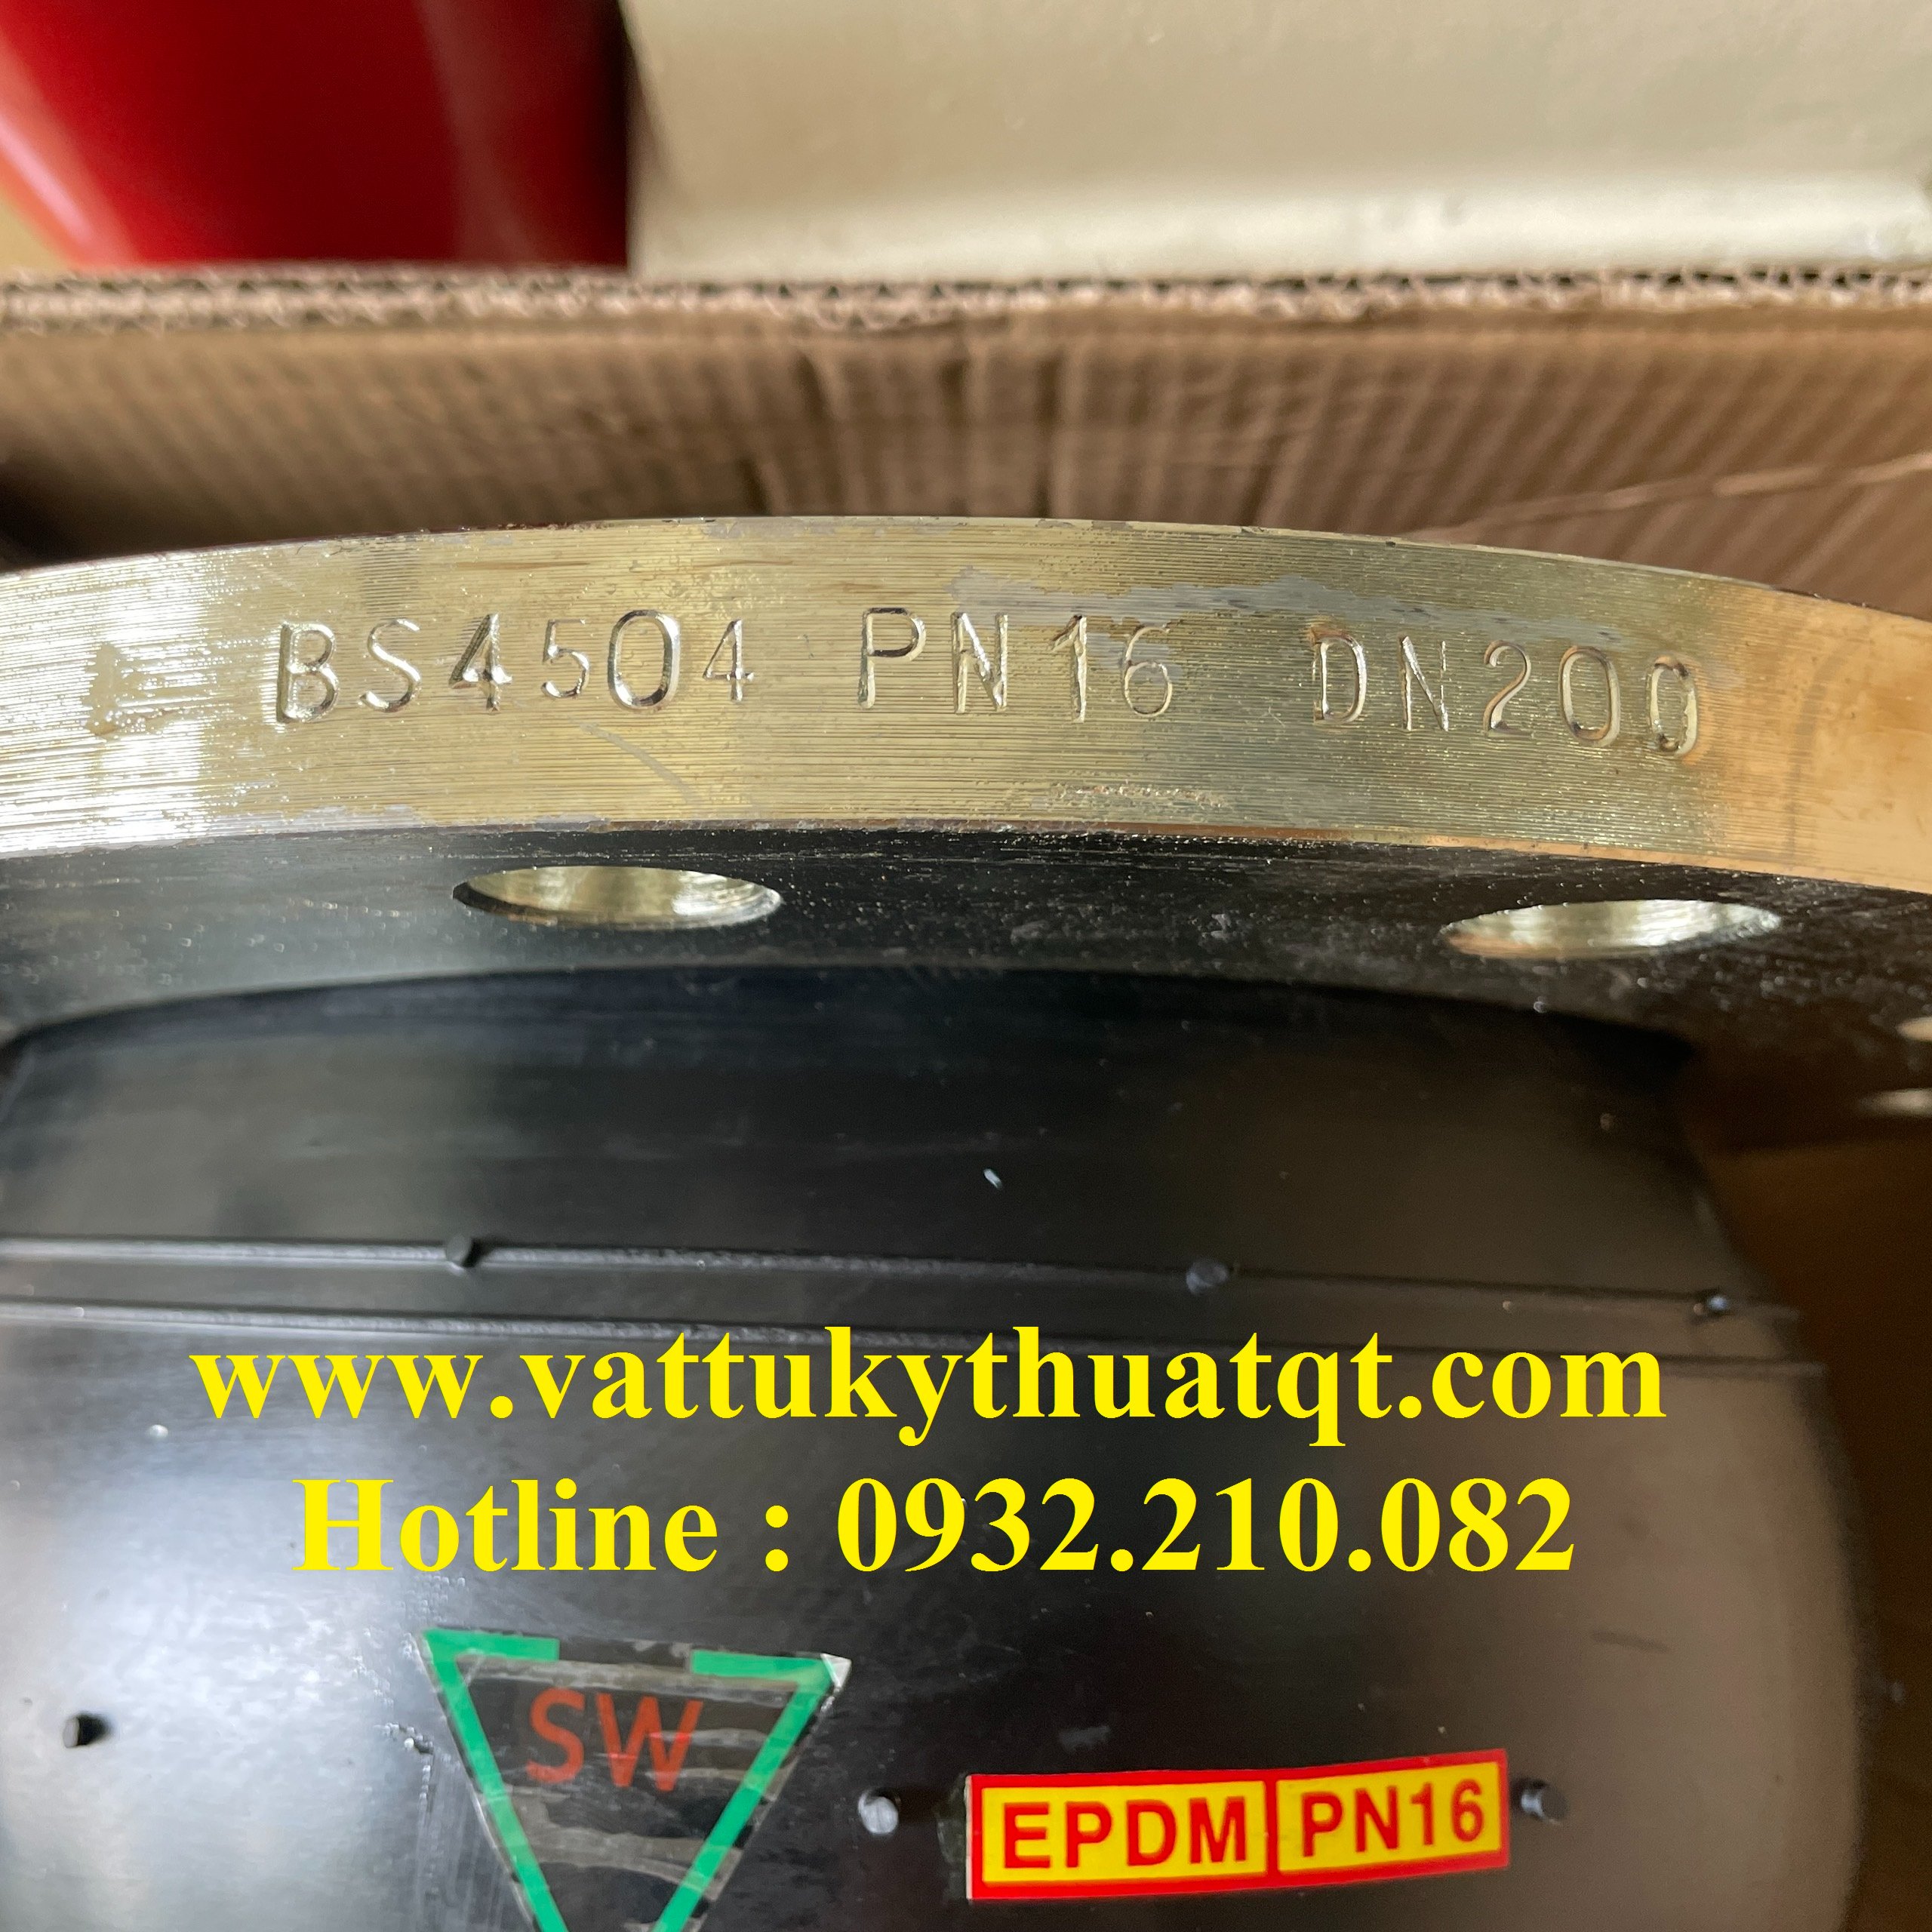 BS4504 PN16 DN200
www.vattukythuatqt.com
Hotline : 0932.210.082
SW
EPDM PN16